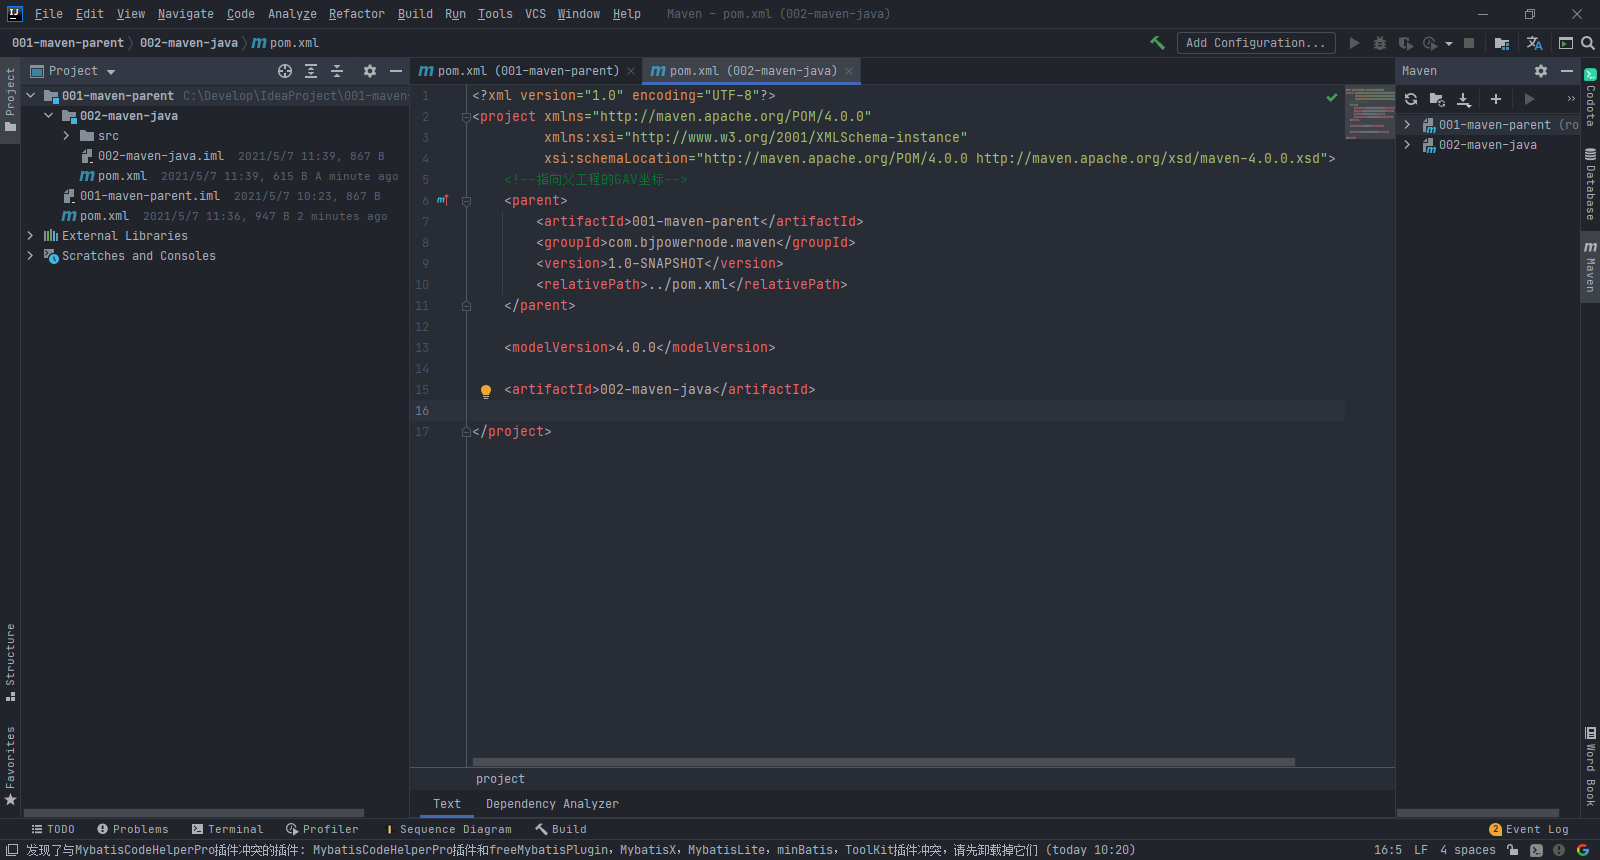 File Edit View Navigate Code Analyze Refactor Build Run Tools VCS Window Help Maven - pom.xml (002-maven-java)
001-maven-parent 002-maven-java pom.xml Add Configuration...
Project
pom.xml (001-maven-parent) pom.xml (002-maven-java)
Maven
001-maven-parent C:\Develop\IdeaProject\001-maven-
002-maven-java
src
002-maven-java.iml 2021/5/7 11:39, 867 B
pom.xml 2021/5/7 11:39, 615 B A minute ago
001-maven-parent.iml 2021/5/7 10:23, 867 B
pom.xml 2021/5/7 11:36, 947 B 2 minutes ago
External Libraries
Scratches and Consoles
1 <?xml version="1.0" encoding="UTF-8"?>
2 <project xmlns="http://maven.apache.org/POM/4.0.0"
3 xmlns:xsi="http://www.w3.org/2001/XMLSchema-instance"
4 xsi:schemaLocation="http://maven.apache.org/POM/4.0.0 http://maven.apache.org/xsd/maven-4.0.0.xsd">
5 <!--指向父工程的GAV坐标-->
6 <parent>
7 <artifactId>001-maven-parent</artifactId>
8 <groupId>com.bjpowernode.maven</groupId>
9 <version>1.0-SNAPSHOT</version>
10 <relativePath>../pom.xml</relativePath>
11 </parent>
12
13 <modelVersion>4.0.0</modelVersion>
14
15 <artifactId>002-maven-java</artifactId>
16
17 </project>
001-maven-parent (ro
002-maven-java
Project
Structure
Favorites
Codota
Database
Maven
Word Book
project
Text Dependency Analyzer
TODO Problems Terminal Profiler Sequence Diagram Build 2 Event Log
发现了与MybatisCodeHelperPro插件冲突的插件: MybatisCodeHelperPro插件和freeMybatisPlugin，MybatisX，MybatisLite，minBatis，ToolKit插件冲突，请先卸载掉它们 (today 10:20) 16:5 LF 4 spaces